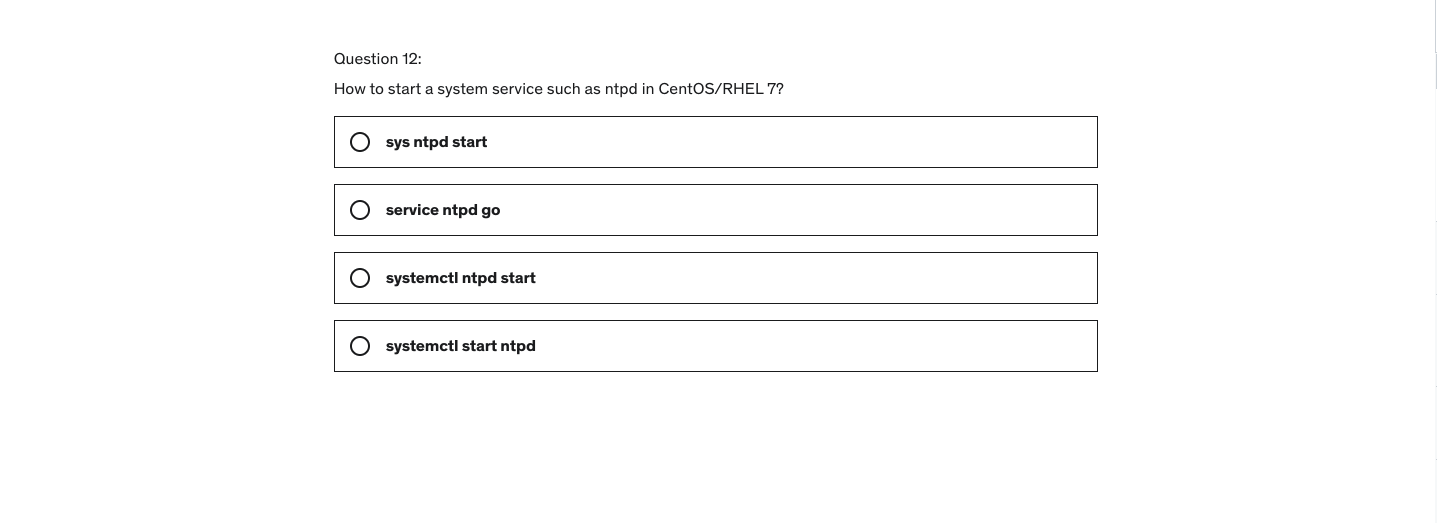 Question 12:
How to start a system service such as ntpd in CentOS/RHEL 7?
sys ntpd start
service ntpd go
systemctl ntpd start
systemctl start ntpd